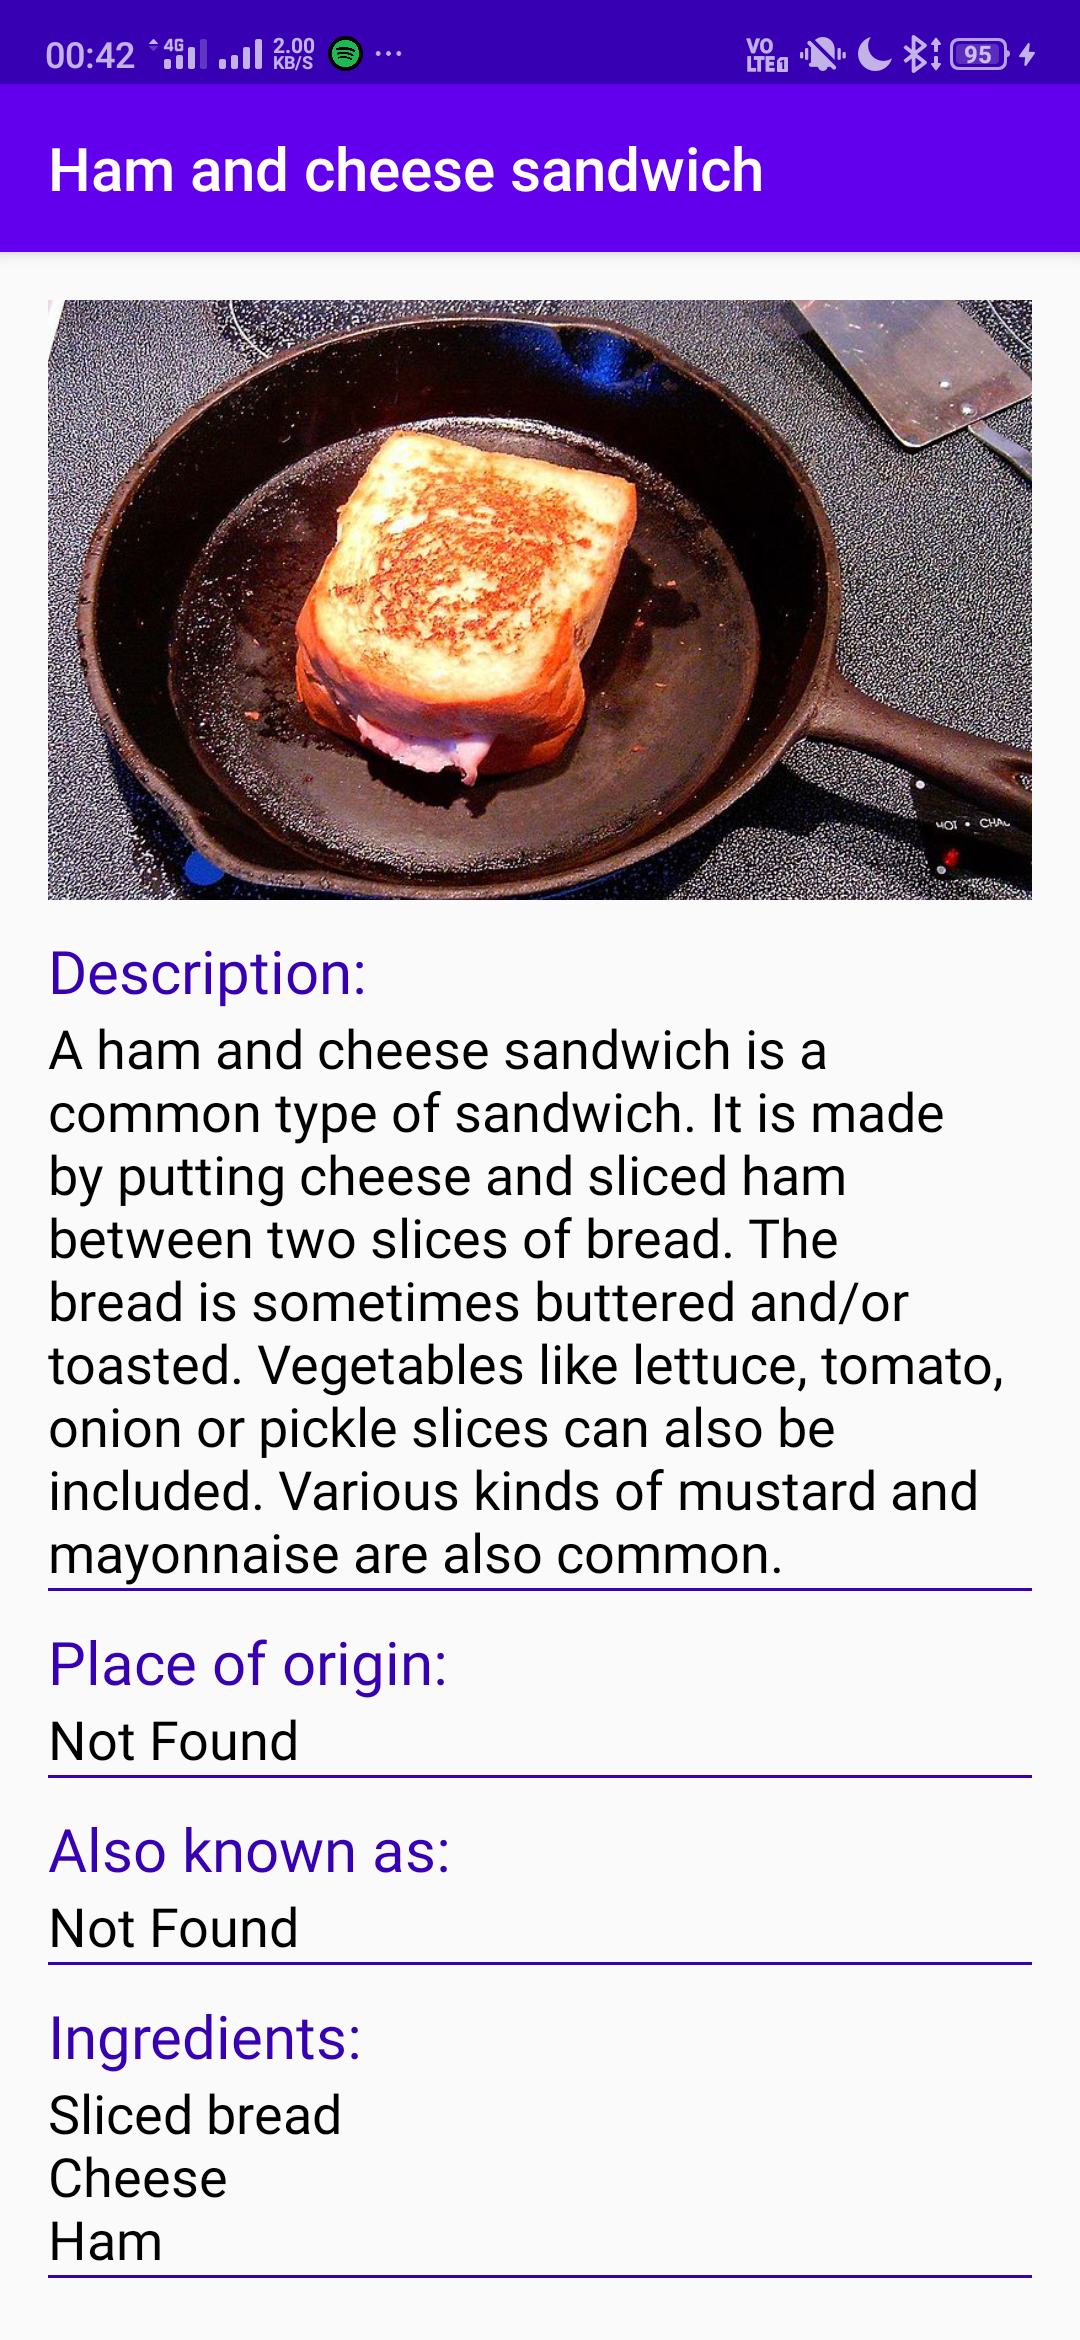 00:42 4G 2.00 KB/S ... VO LTE1 95
Ham and cheese sandwich
HOT • CHA
Description:
A ham and cheese sandwich is a
common type of sandwich. It is made
by putting cheese and sliced ham
between two slices of bread. The
bread is sometimes buttered and/or
toasted. Vegetables like lettuce, tomato,
onion or pickle slices can also be
included. Various kinds of mustard and
mayonnaise are also common.
Place of origin:
Not Found
Also known as:
Not Found
Ingredients:
Sliced bread
Cheese
Ham